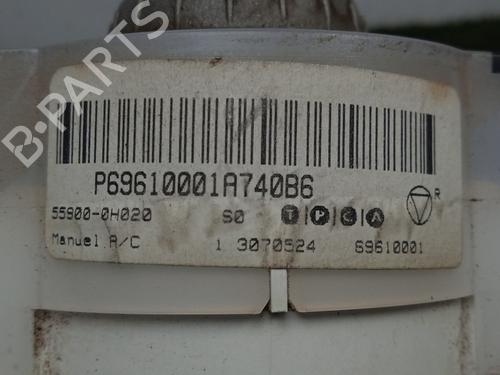 P69610001A740B6
55900-0H020 S0 T P C A R
Manuel A/C 1 3070524 69610001
B-PARTS